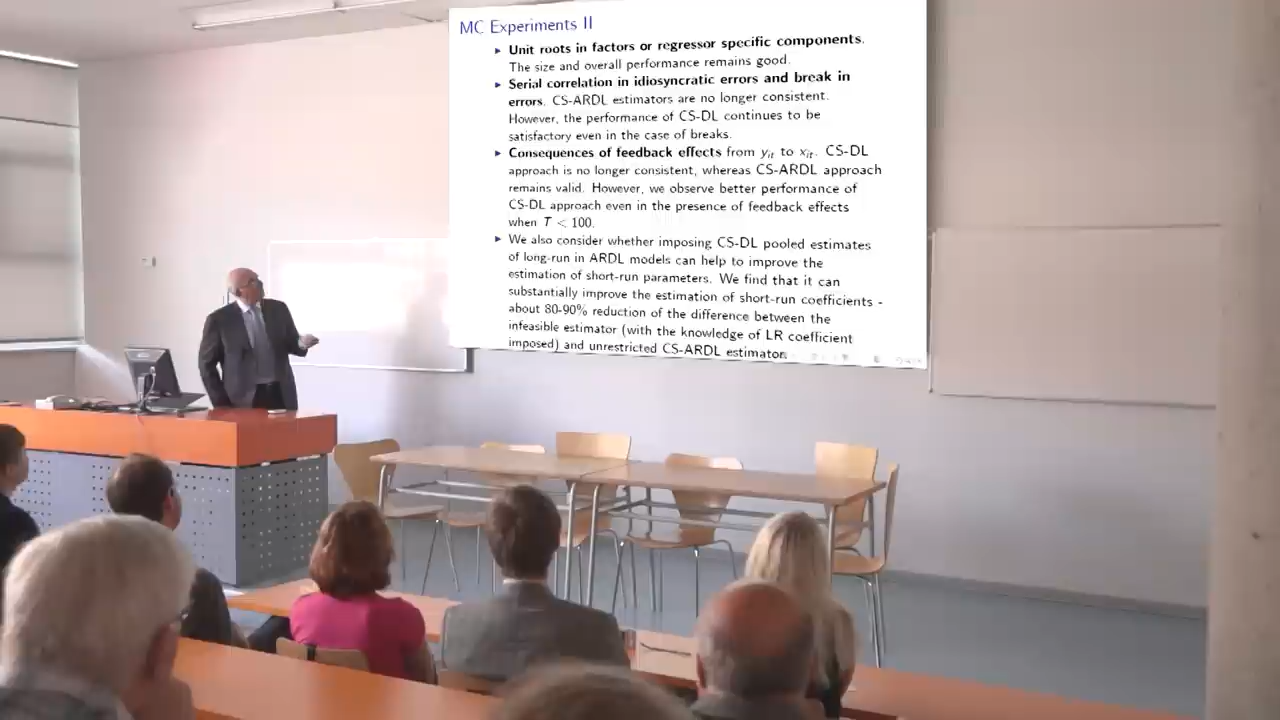 MC Experiments II
▶ Unit roots in factors or regressor specific components.
The size and overall performance remains good.
▶ Serial correlation in idiosyncratic errors and break in
errors. CS-ARDL estimators are no longer consistent.
However, the performance of CS-DL continues to be
satisfactory even in the case of breaks.
▶ Consequences of feedback effects from yᵢₜ to xᵢₜ. CS-DL
approach is no longer consistent, whereas CS-ARDL approach
remains valid. However, we observe better performance of
CS-DL approach even in the presence of feedback effects
when T < 100.
▶ We also consider whether imposing CS-DL pooled estimates
of long-run in ARDL models can help to improve the
estimation of short-run parameters. We find that it can
substantially improve the estimation of short-run coefficients -
about 80-90% reduction of the difference between the
infeasible estimator (with the knowledge of LR coefficient
imposed) and unrestricted CS-ARDL estimator.